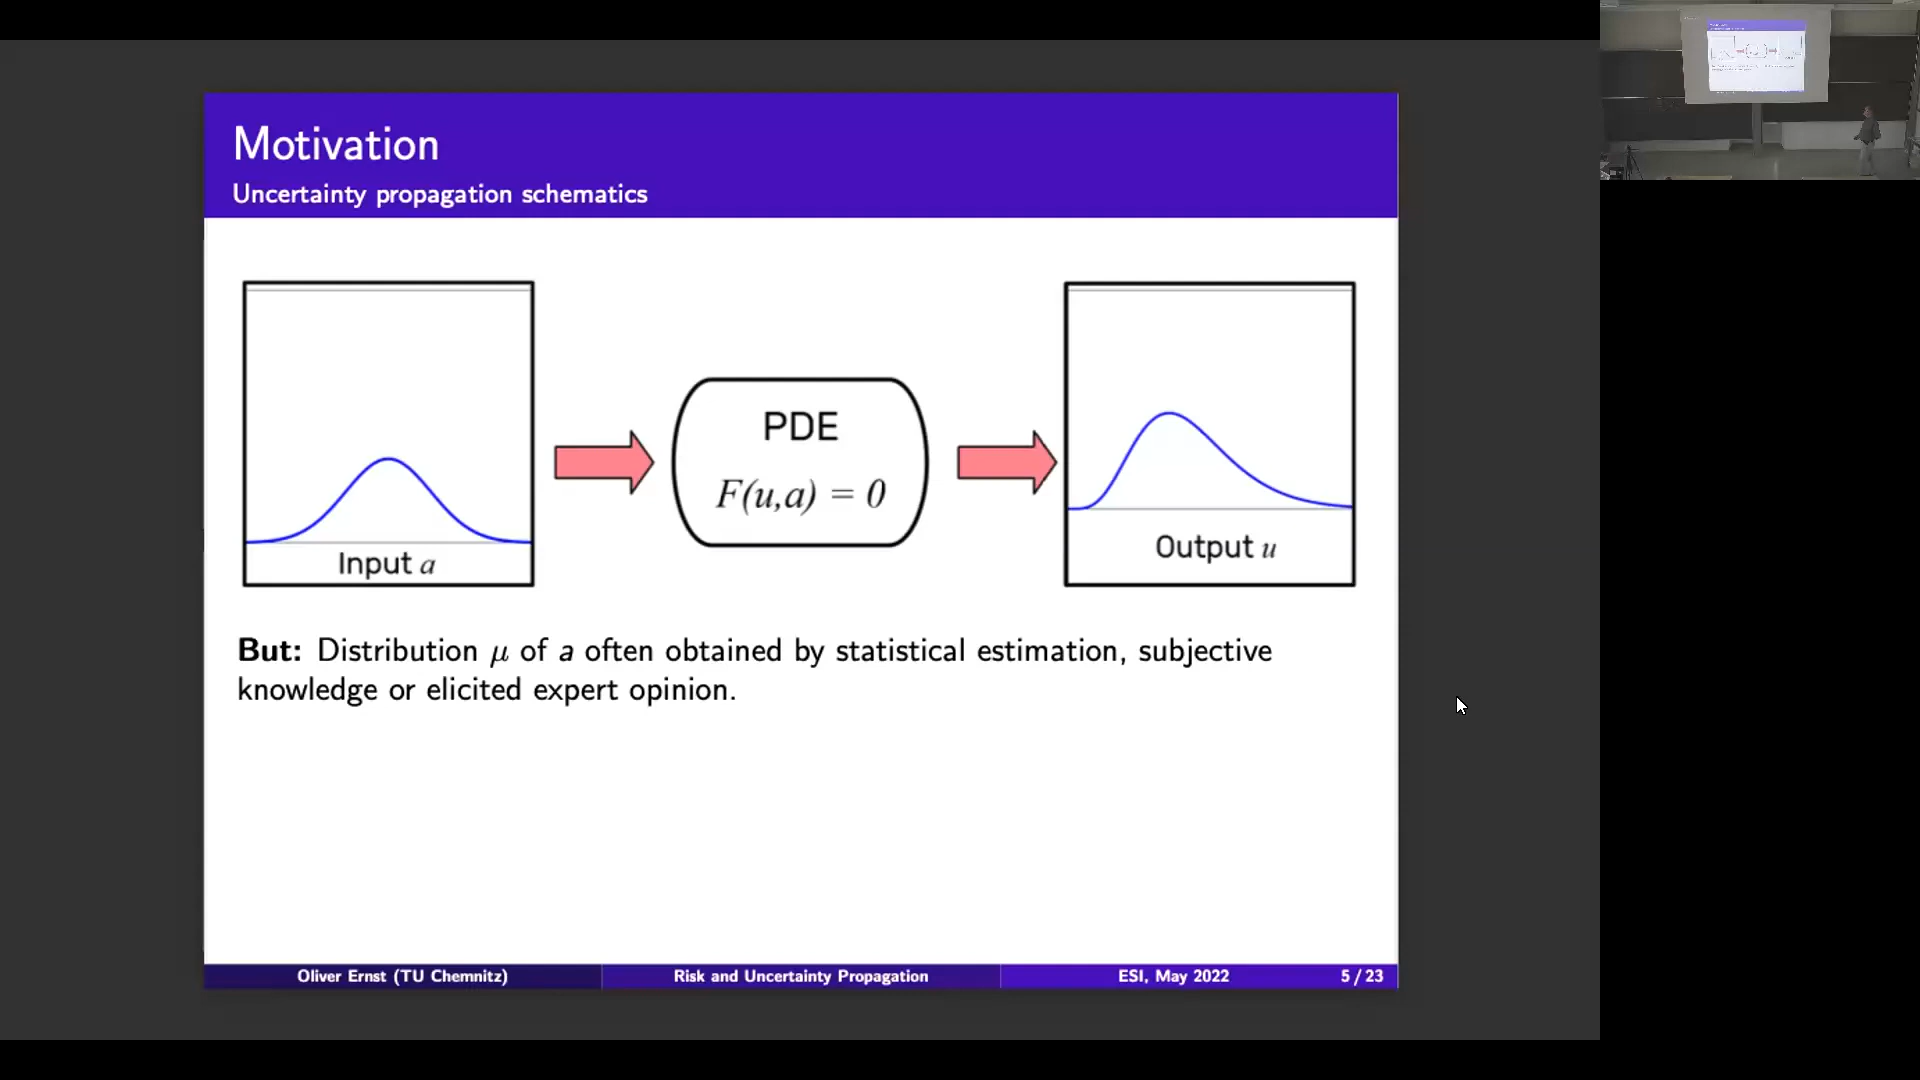 Motivation
Uncertainty propagation schematics
PDE
F(u,a) = 0
Input a
Output u
But: Distribution μ of a often obtained by statistical estimation, subjective
knowledge or elicited expert opinion.
Oliver Ernst (TU Chemnitz) Risk and Uncertainty Propagation ESI, May 2022 5 / 23